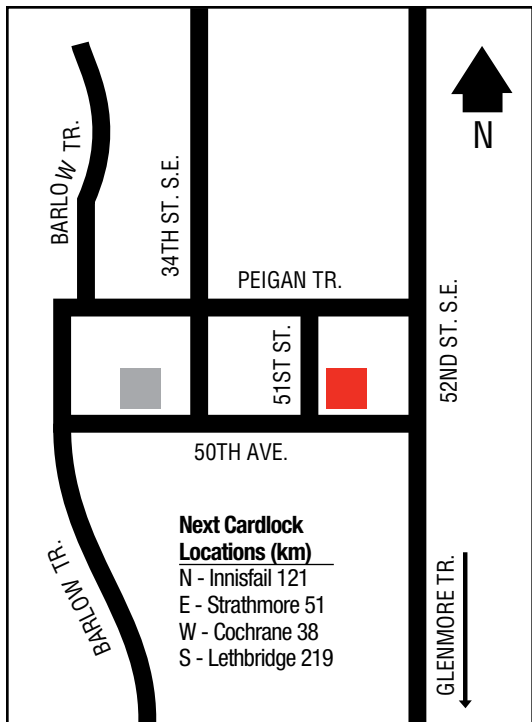 BARLOW TR.
34TH ST. S.E.
N
PEIGAN TR.
51ST ST.
52ND ST. S.E.
50TH AVE.
BARLOW TR.
Next Cardlock
Locations (km)
N - Innisfail 121
E - Strathmore 51
W - Cochrane 38
S - Lethbridge 219
GLENMORE TR.